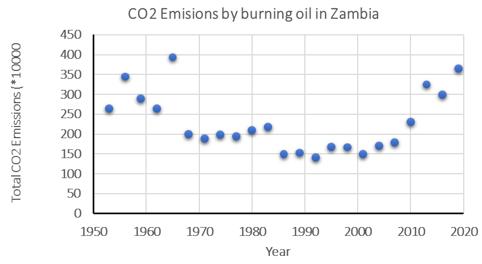 CO2 Emisions by burning oil in Zambia
Total CO2 Emissions (*10000
450
400
350
300
250
200
150
100
50
0
1950 1960 1970 1980 1990 2000 2010 2020
Year